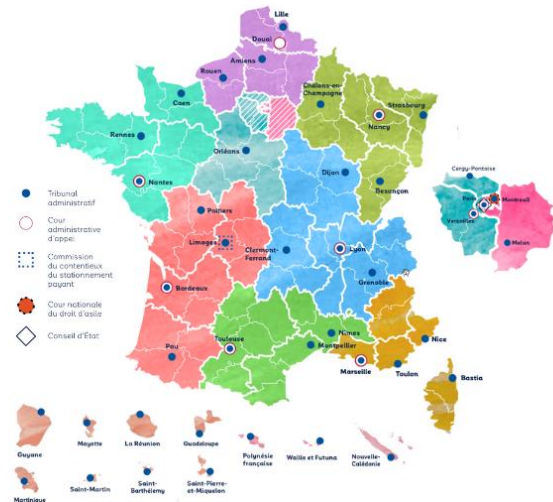 Lille
Douai
Amiens
Rouen
Caen
Châlons-en-
Champagne
Strasbourg
Nancy
Rennes
Orléans
Nantes
Dijon
Besançon
Poitiers
Limoges
Clermont-
Ferrand
Lyon
Grenoble
Bordeaux
Pau
Toulouse
Nîmes
Montpellier
Marseille
Toulon
Nice
Bastia
Cergy-Pontoise
Paris
Montreuil
Versailles
Melun
Tribunal
administratif
Cour
administrative
d'appel
Commission
du contentieux
du stationnement
payant
Cour nationale
du droit d'asile
Conseil d'État
Guyane
Mayotte
La Réunion
Guadeloupe
Polynésie
française
Wallis et Futuna
Nouvelle-
Calédonie
Martinique
Saint-Martin
Saint-
Barthélemy
Saint-Pierre-
et-Miquelon